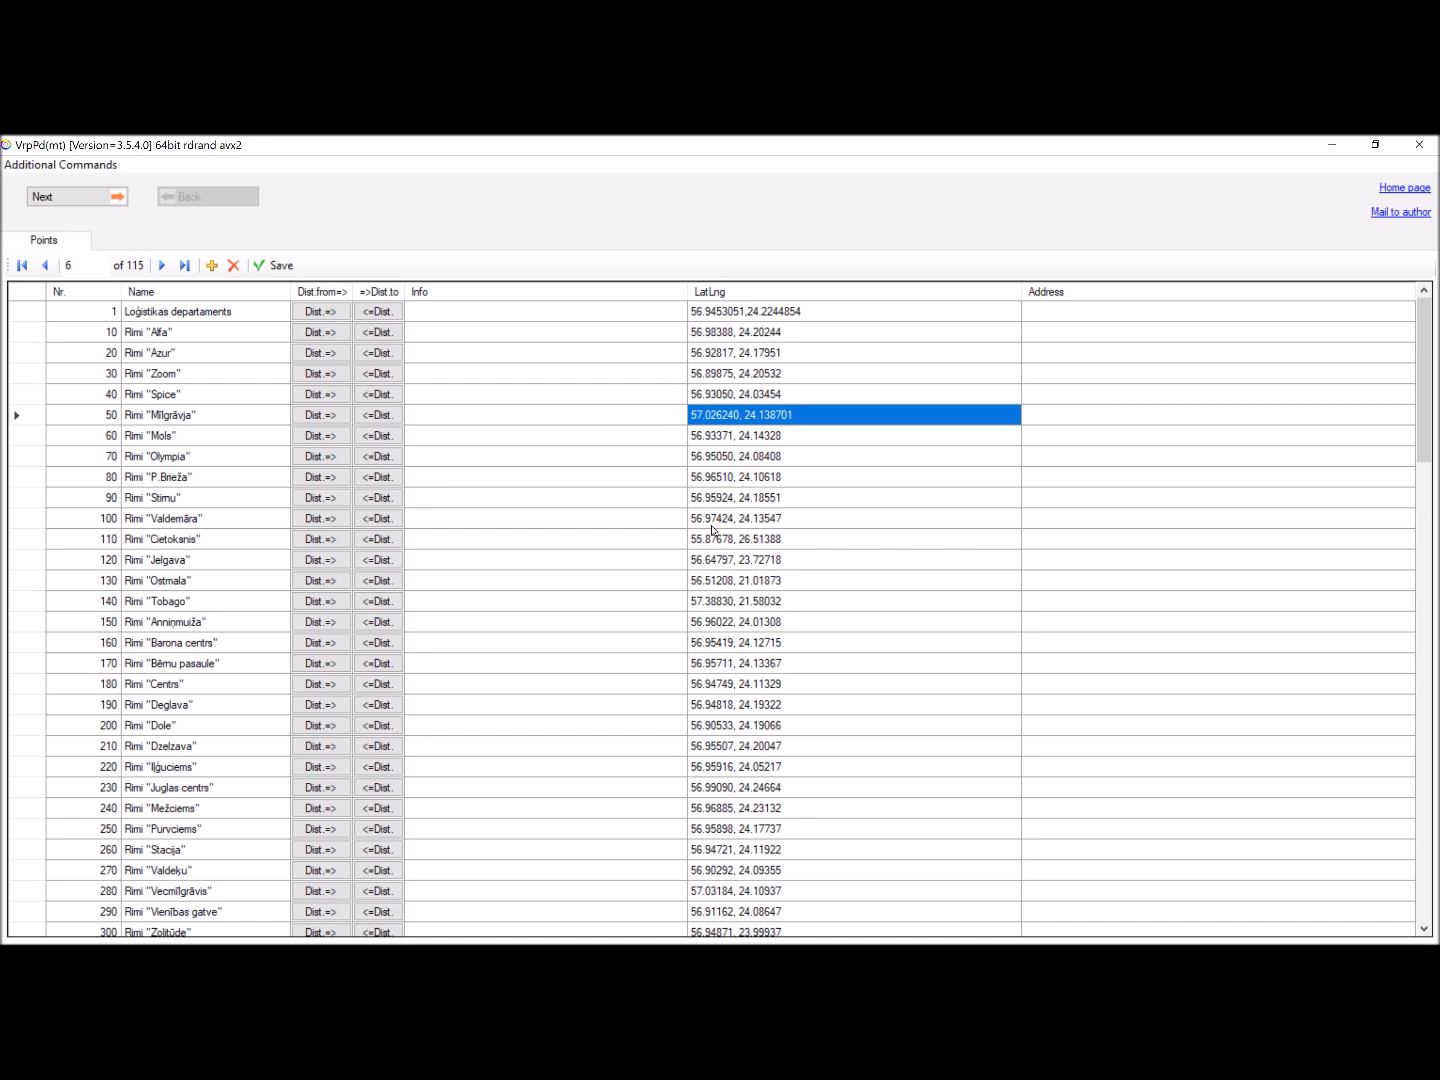 VrpPd(mt) [Version=3.5.4.0] 64bit rdrand avx2
Additional Commands
Next Back Home page
Mail to author
Points
6 of 115 Save
Nr. Name Dist.from=> =>Dist.to Info LatLng Address
1 Loģistikas departaments Dist.=> <=Dist. 56.9453051,24.2244854
10 Rimi "Alfa" Dist.=> <=Dist. 56.98388, 24.20244
20 Rimi "Azur" Dist.=> <=Dist. 56.92817, 24.17951
30 Rimi "Zoom" Dist.=> <=Dist. 56.89875, 24.20532
40 Rimi "Spice" Dist.=> <=Dist. 56.93050, 24.03454
50 Rimi "Mīlgrāvja" Dist.=> <=Dist. 57.026240, 24.138701
60 Rimi "Mols" Dist.=> <=Dist. 56.93371, 24.14328
70 Rimi "Olympia" Dist.=> <=Dist. 56.95050, 24.08408
80 Rimi "P.Brieža" Dist.=> <=Dist. 56.96510, 24.10618
90 Rimi "Stirnu" Dist.=> <=Dist. 56.95924, 24.18551
100 Rimi "Valdemāra" Dist.=> <=Dist. 56.97424, 24.13547
110 Rimi "Cietoksnis" Dist.=> <=Dist. 55.87678, 26.51388
120 Rimi "Jelgava" Dist.=> <=Dist. 56.64797, 23.72718
130 Rimi "Ostmala" Dist.=> <=Dist. 56.51208, 21.01873
140 Rimi "Tobago" Dist.=> <=Dist. 57.38830, 21.58032
150 Rimi "Anniņmuiža" Dist.=> <=Dist. 56.96022, 24.01308
160 Rimi "Barona centrs" Dist.=> <=Dist. 56.95419, 24.12715
170 Rimi "Bērnu pasaule" Dist.=> <=Dist. 56.95711, 24.13367
180 Rimi "Centrs" Dist.=> <=Dist. 56.94749, 24.11329
190 Rimi "Deglava" Dist.=> <=Dist. 56.94818, 24.19322
200 Rimi "Dole" Dist.=> <=Dist. 56.90533, 24.19066
210 Rimi "Dzelzava" Dist.=> <=Dist. 56.95507, 24.20047
220 Rimi "Iļģuciems" Dist.=> <=Dist. 56.95916, 24.05217
230 Rimi "Juglas centrs" Dist.=> <=Dist. 56.99090, 24.24664
240 Rimi "Mežciems" Dist.=> <=Dist. 56.96885, 24.23132
250 Rimi "Purvciems" Dist.=> <=Dist. 56.95898, 24.17737
260 Rimi "Stacija" Dist.=> <=Dist. 56.94721, 24.11922
270 Rimi "Valdeķu" Dist.=> <=Dist. 56.90292, 24.09355
280 Rimi "Vecmīlgrāvis" Dist.=> <=Dist. 57.03184, 24.10937
290 Rimi "Vienības gatve" Dist.=> <=Dist. 56.91162, 24.08647
300 Rimi "Zolitūde" Dist.=> <=Dist. 56.94871, 23.99937